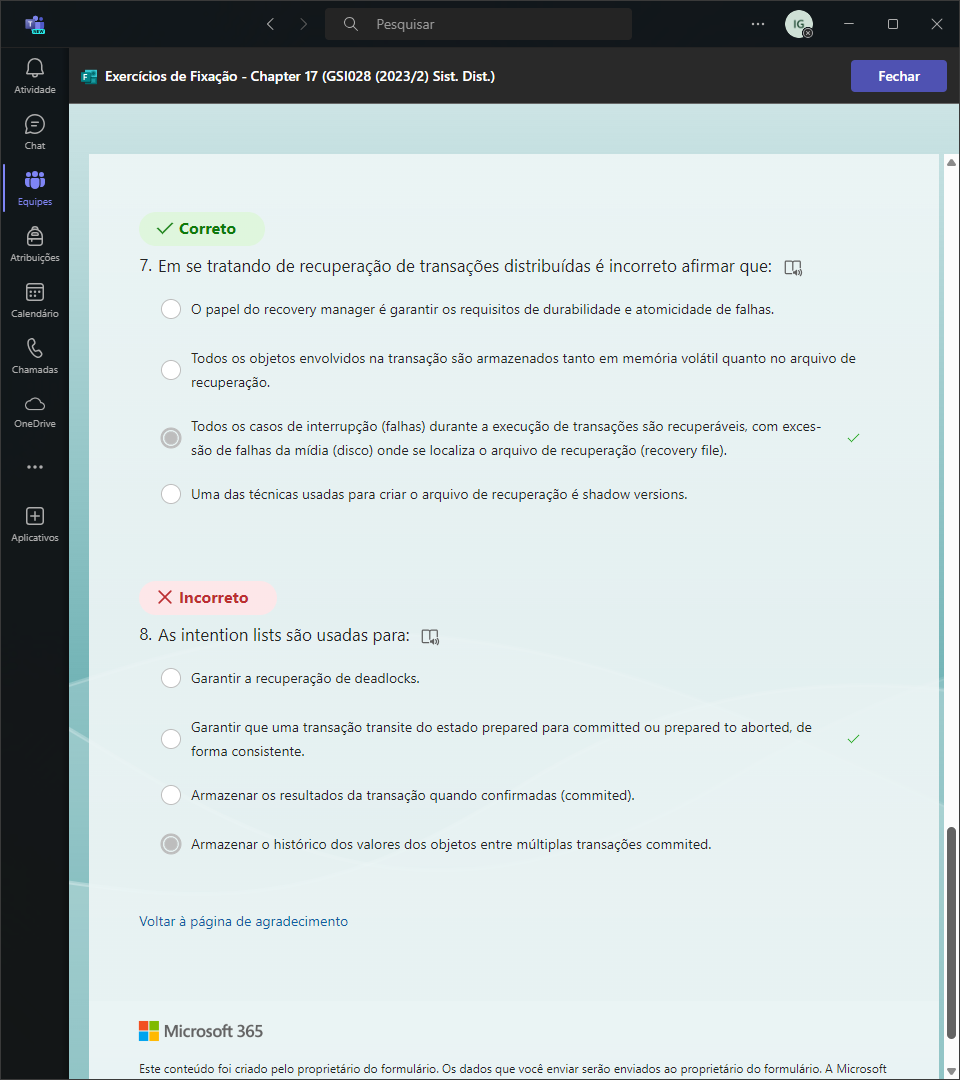 Pesquisar
IG
Exercícios de Fixação - Chapter 17 (GSI028 (2023/2) Sist. Dist.)
Fechar
Atividade
Chat
Equipes
Atribuições
Calendário
Chamadas
OneDrive
Aplicativos
Correto
7. Em se tratando de recuperação de transações distribuídas é incorreto afirmar que:
O papel do recovery manager é garantir os requisitos de durabilidade e atomicidade de falhas.
Todos os objetos envolvidos na transação são armazenados tanto em memória volátil quanto no arquivo de
recuperação.
Todos os casos de interrupção (falhas) durante a execução de transações são recuperáveis, com exces-
são de falhas da mídia (disco) onde se localiza o arquivo de recuperação (recovery file).
Uma das técnicas usadas para criar o arquivo de recuperação é shadow versions.
Incorreto
8. As intention lists são usadas para:
Garantir a recuperação de deadlocks.
Garantir que uma transação transite do estado prepared para committed ou prepared to aborted, de
forma consistente.
Armazenar os resultados da transação quando confirmadas (commited).
Armazenar o histórico dos valores dos objetos entre múltiplas transações commited.
Voltar à página de agradecimento
Microsoft 365
Este conteúdo foi criado pelo proprietário do formulário. Os dados que você enviar serão enviados ao proprietário do formulário. A Microsoft